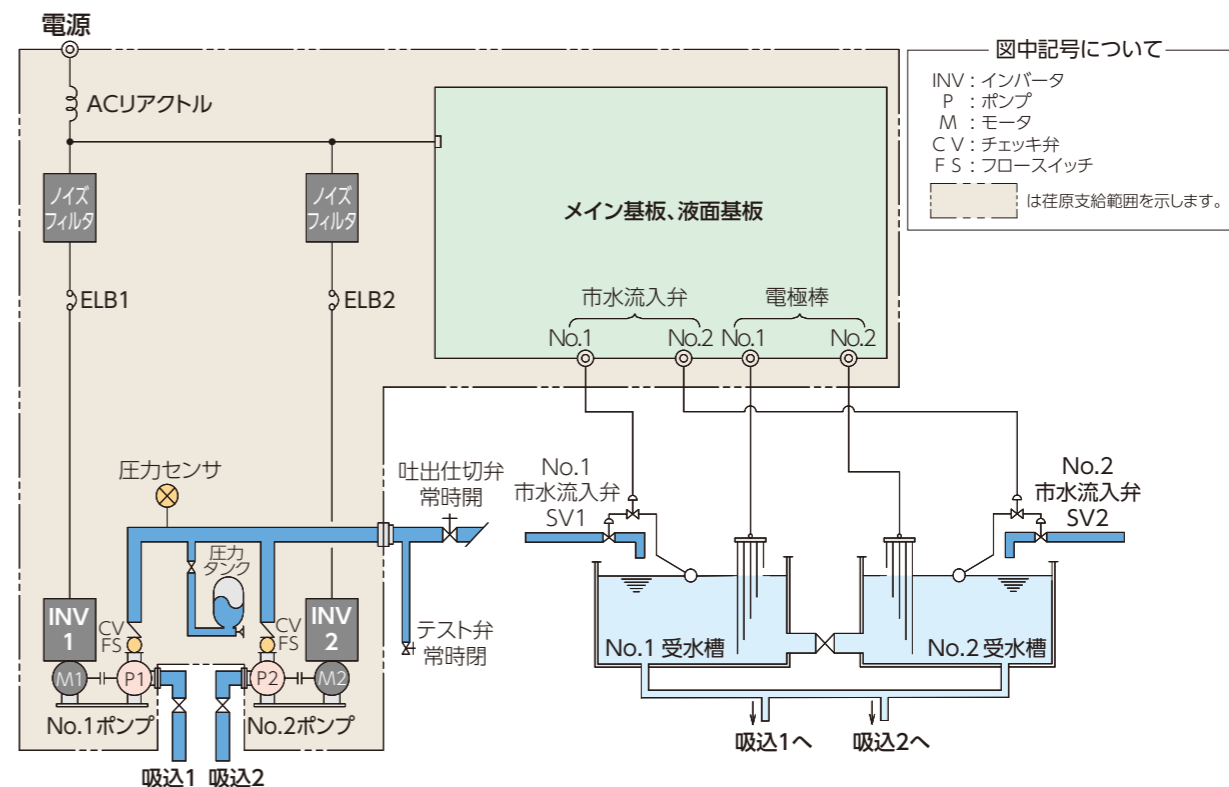 電源
ACリアクトル
ノイズ
フィルタ
ノイズ
フィルタ
ELB1
ELB2
メイン基板、液面基板
市水流入弁
電極棒
No.1
No.2
No.1
No.2
図中記号について
INV：インバータ
P：ポンプ
M：モータ
CV：チェッキ弁
FS：フロースイッチ
は荏原支給範囲を示します。
圧力センサ
吐出仕切弁
常時開
圧力
タンク
テスト弁
常時閉
INV
1
CV
FS
M1
P1
No.1ポンプ
CV
FS
INV
2
P2
M2
No.2ポンプ
吸込1
吸込2
No.1
市水流入弁
SV1
No.2
市水流入弁
SV2
No.1 受水槽
No.2 受水槽
吸込1へ
吸込2へ